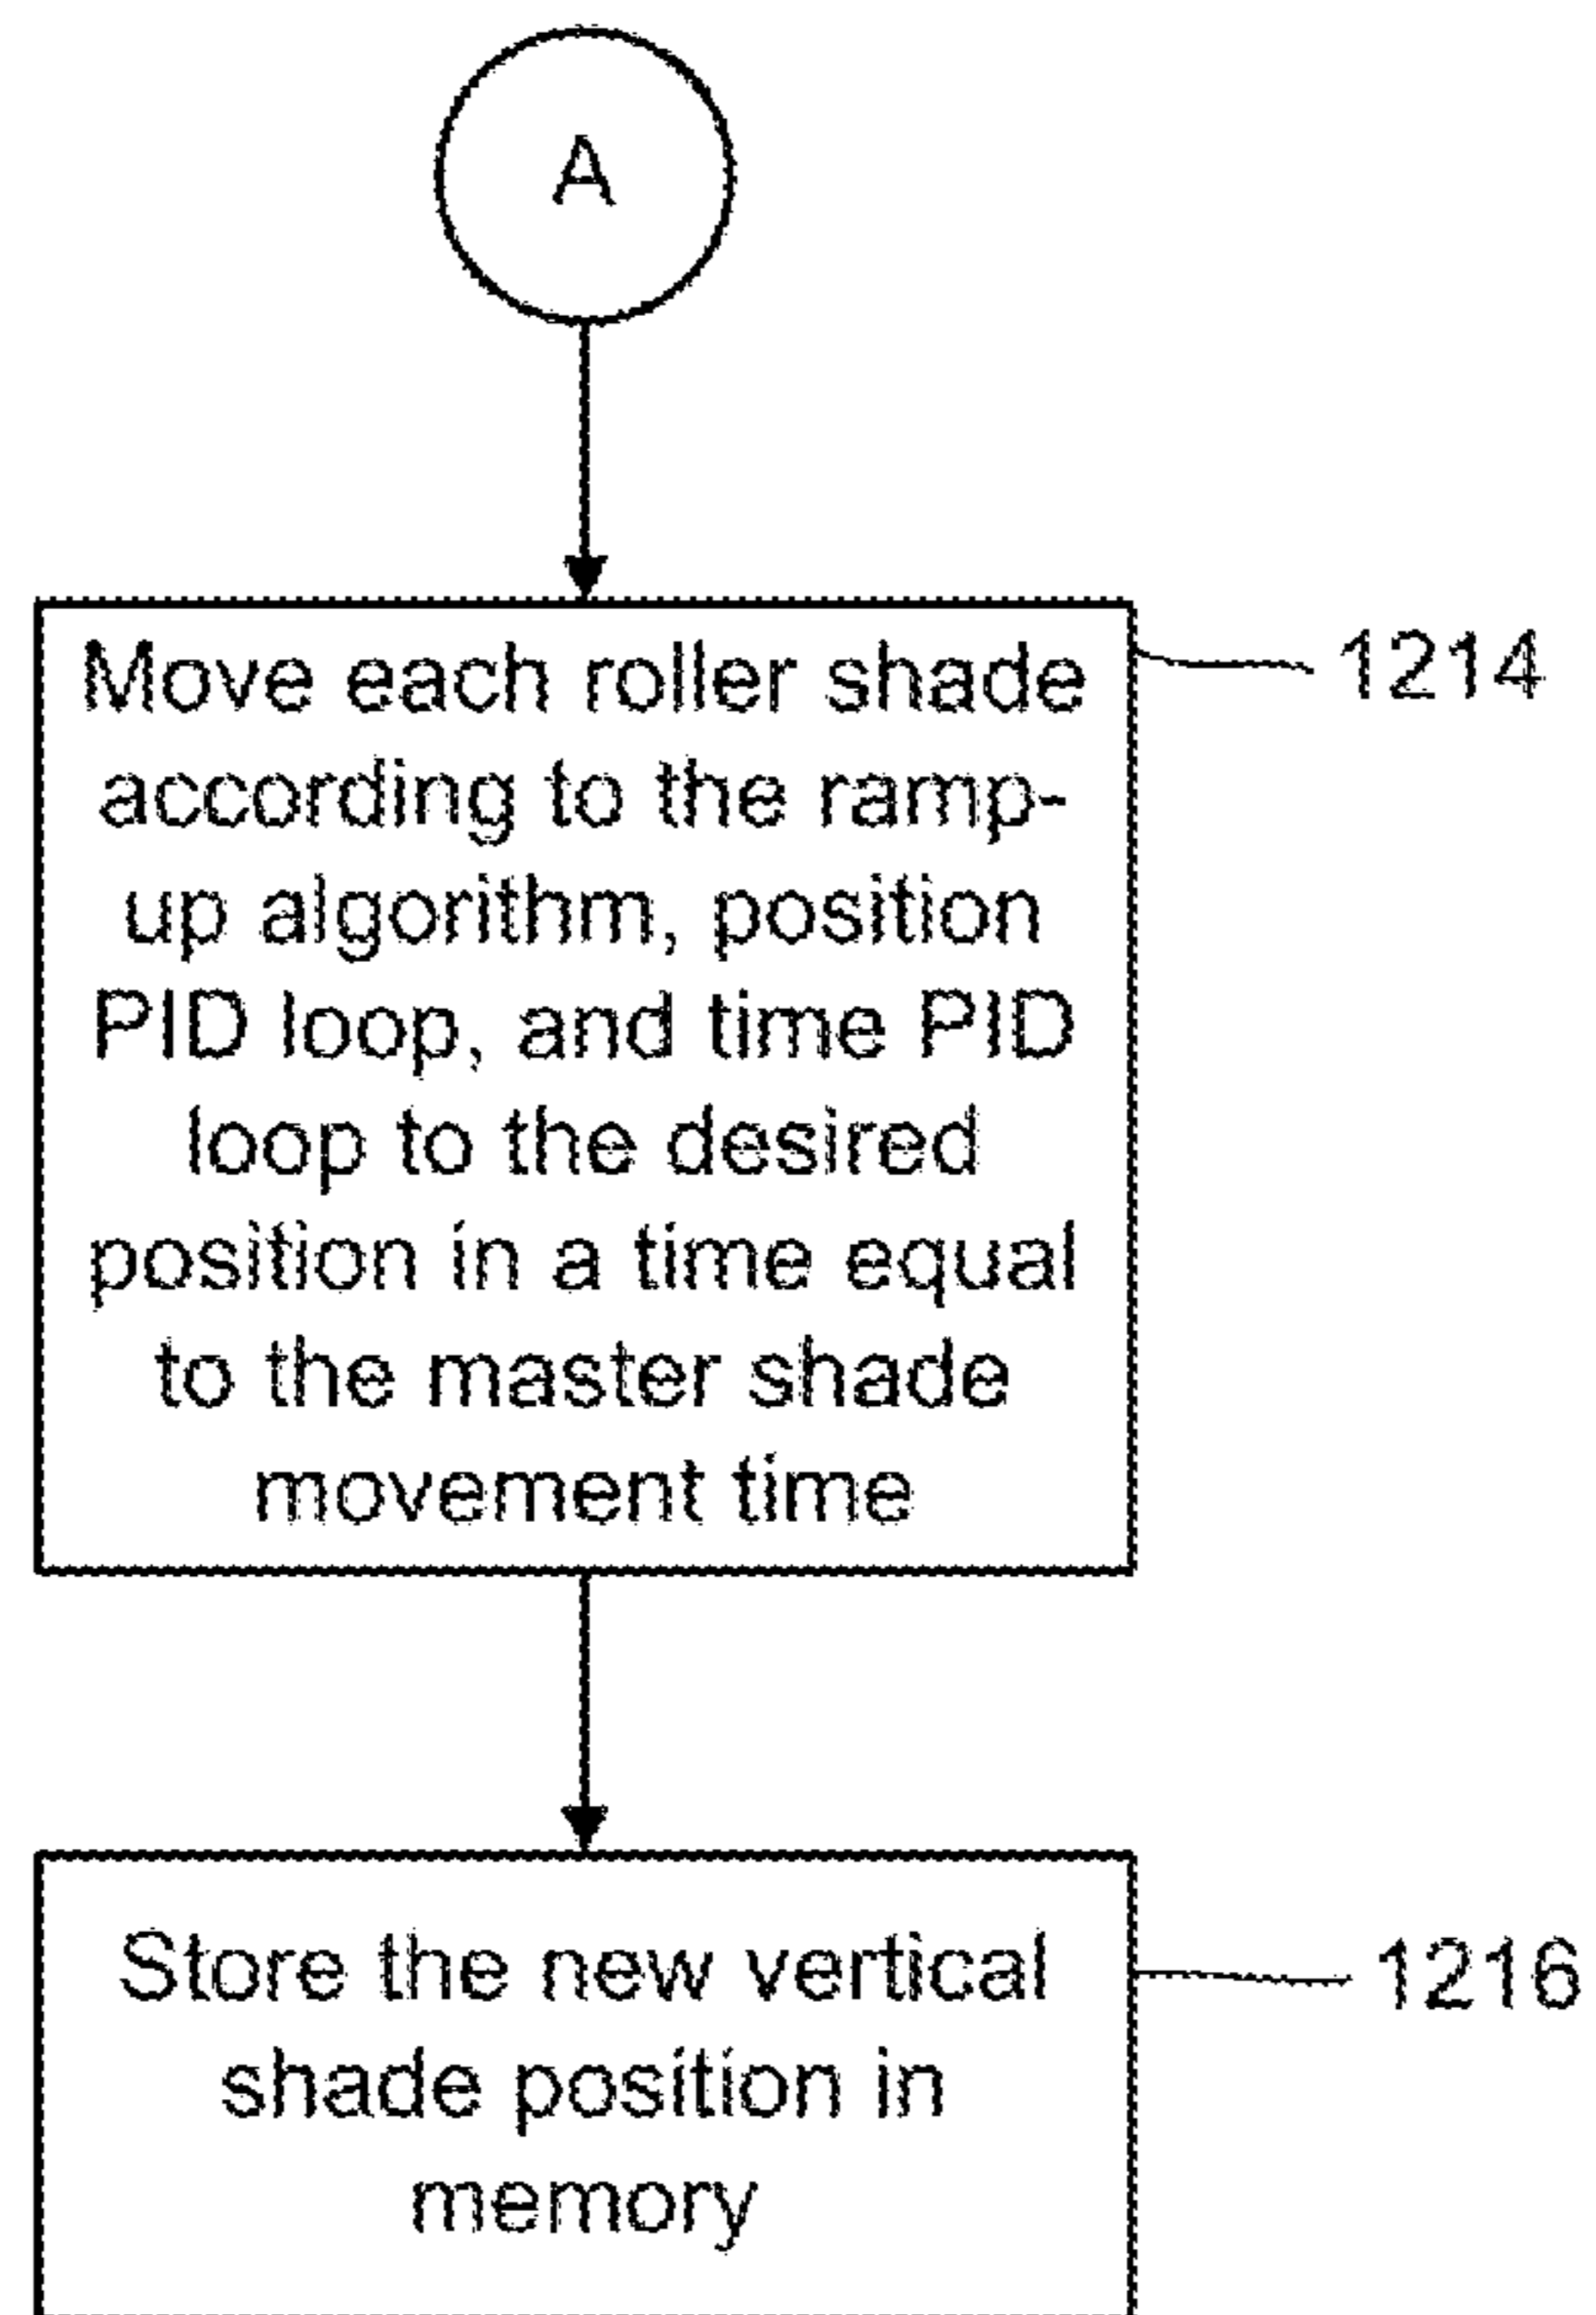 A
Move each roller shade
1214
according to the ramp-
up algorithm, position
PID loop, and time PID
loop to the desired
position in a time equal
to the master shade
movement time
Store the new vertical
1216
shade position in
memory